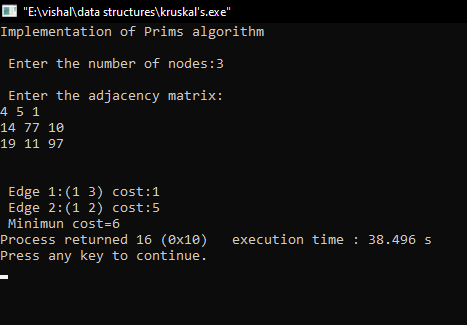 "E:\vishal\data structures\kruskal's.exe"
Implementation of Prims algorithm
Enter the number of nodes:3
Enter the adjacency matrix:
4 5 1
14 77 10
19 11 97
Edge 1:(1 3) cost:1
Edge 2:(1 2) cost:5
Minimun cost=6
Process returned 16 (0x10)   execution time : 38.496 s
Press any key to continue.